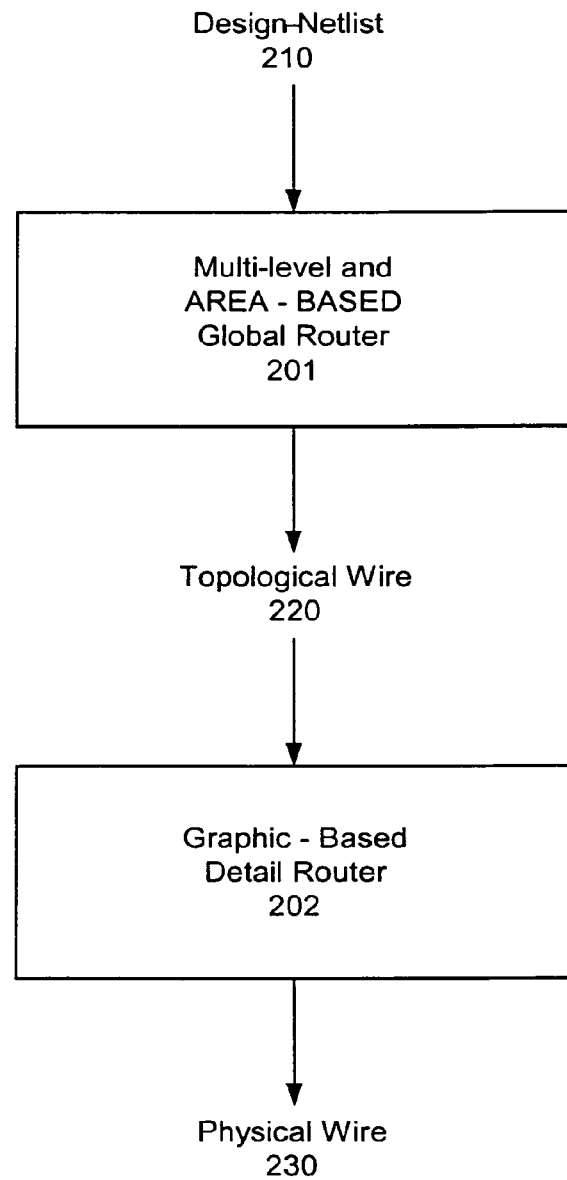 Design-Netlist
210
Multi-level and
AREA - BASED
Global Router
201
Topological Wire
220
Graphic - Based
Detail Router
202
Physical Wire
230